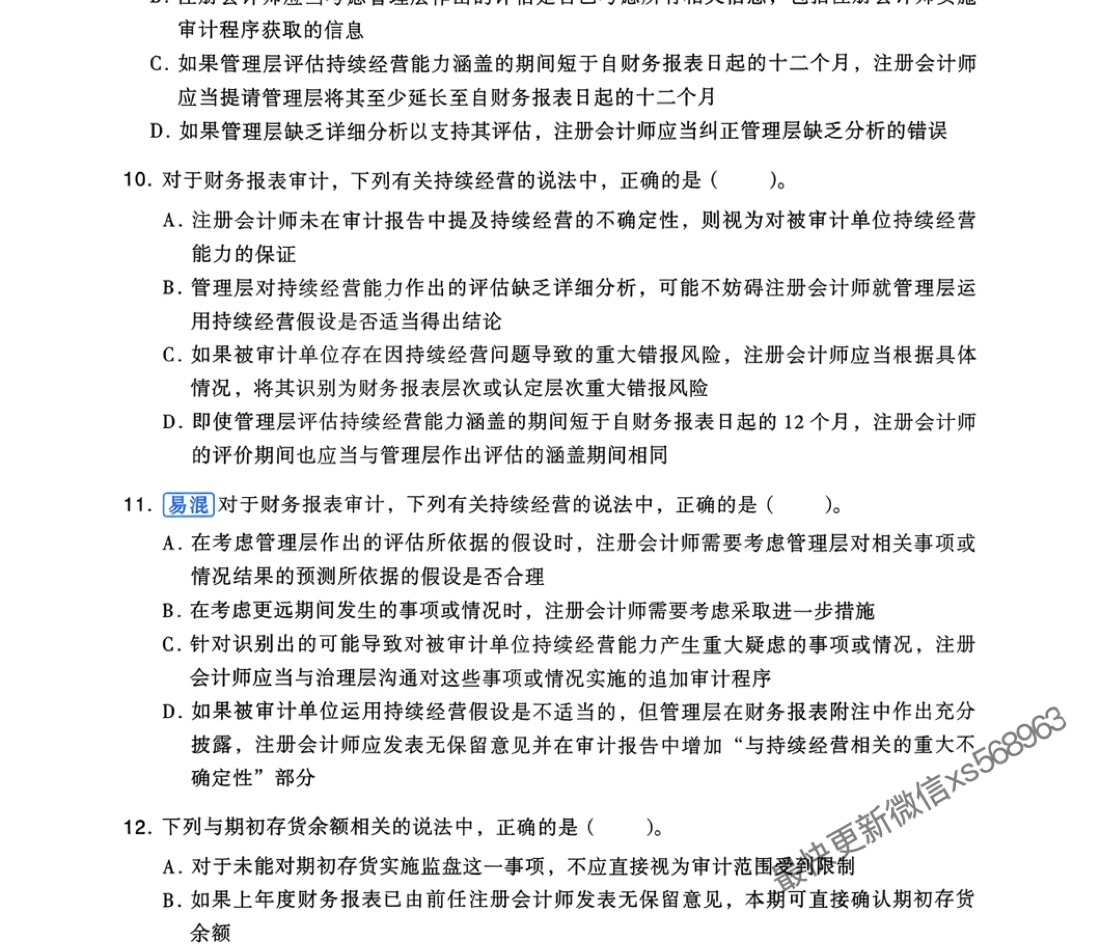 审计程序获取的信息
C. 如果管理层评估持续经营能力涵盖的期间短于自财务报表日起的十二个月，注册会计师
应当提请管理层将其至少延长至自财务报表日起的十二个月
D. 如果管理层缺乏详细分析以支持其评估，注册会计师应当纠正管理层缺乏分析的错误
10. 对于财务报表审计，下列有关持续经营的说法中，正确的是（　　）。
A. 注册会计师未在审计报告中提及持续经营的不确定性，则视为对被审计单位持续经营
能力的保证
B. 管理层对持续经营能力作出的评估缺乏详细分析，可能不妨碍注册会计师就管理层运
用持续经营假设是否适当得出结论
C. 如果被审计单位存在因持续经营问题导致的重大错报风险，注册会计师应当根据具体
情况，将其识别为财务报表层次或认定层次重大错报风险
D. 即使管理层评估持续经营能力涵盖的期间短于自财务报表日起的 12 个月，注册会计师
的评价期间也应当与管理层作出评估的涵盖期间相同
11. 易混 对于财务报表审计，下列有关持续经营的说法中，正确的是（　　）。
A. 在考虑管理层作出的评估所依据的假设时，注册会计师需要考虑管理层对相关事项或
情况结果的预测所依据的假设是否合理
B. 在考虑更远期间发生的事项或情况时，注册会计师需要考虑采取进一步措施
C. 针对识别出的可能导致对被审计单位持续经营能力产生重大疑虑的事项或情况，注册
会计师应当与治理层沟通对这些事项或情况实施的追加审计程序
D. 如果被审计单位运用持续经营假设是不适当的，但管理层在财务报表附注中作出充分
披露，注册会计师应发表无保留意见并在审计报告中增加“与持续经营相关的重大不
确定性”部分
12. 下列与期初存货余额相关的说法中，正确的是（　　）。
A. 对于未能对期初存货实施监盘这一事项，不应直接视为审计范围受到限制
B. 如果上年度财务报表已由前任注册会计师发表无保留意见，本期可直接确认期初存货
余额
最快更新微信xs568963